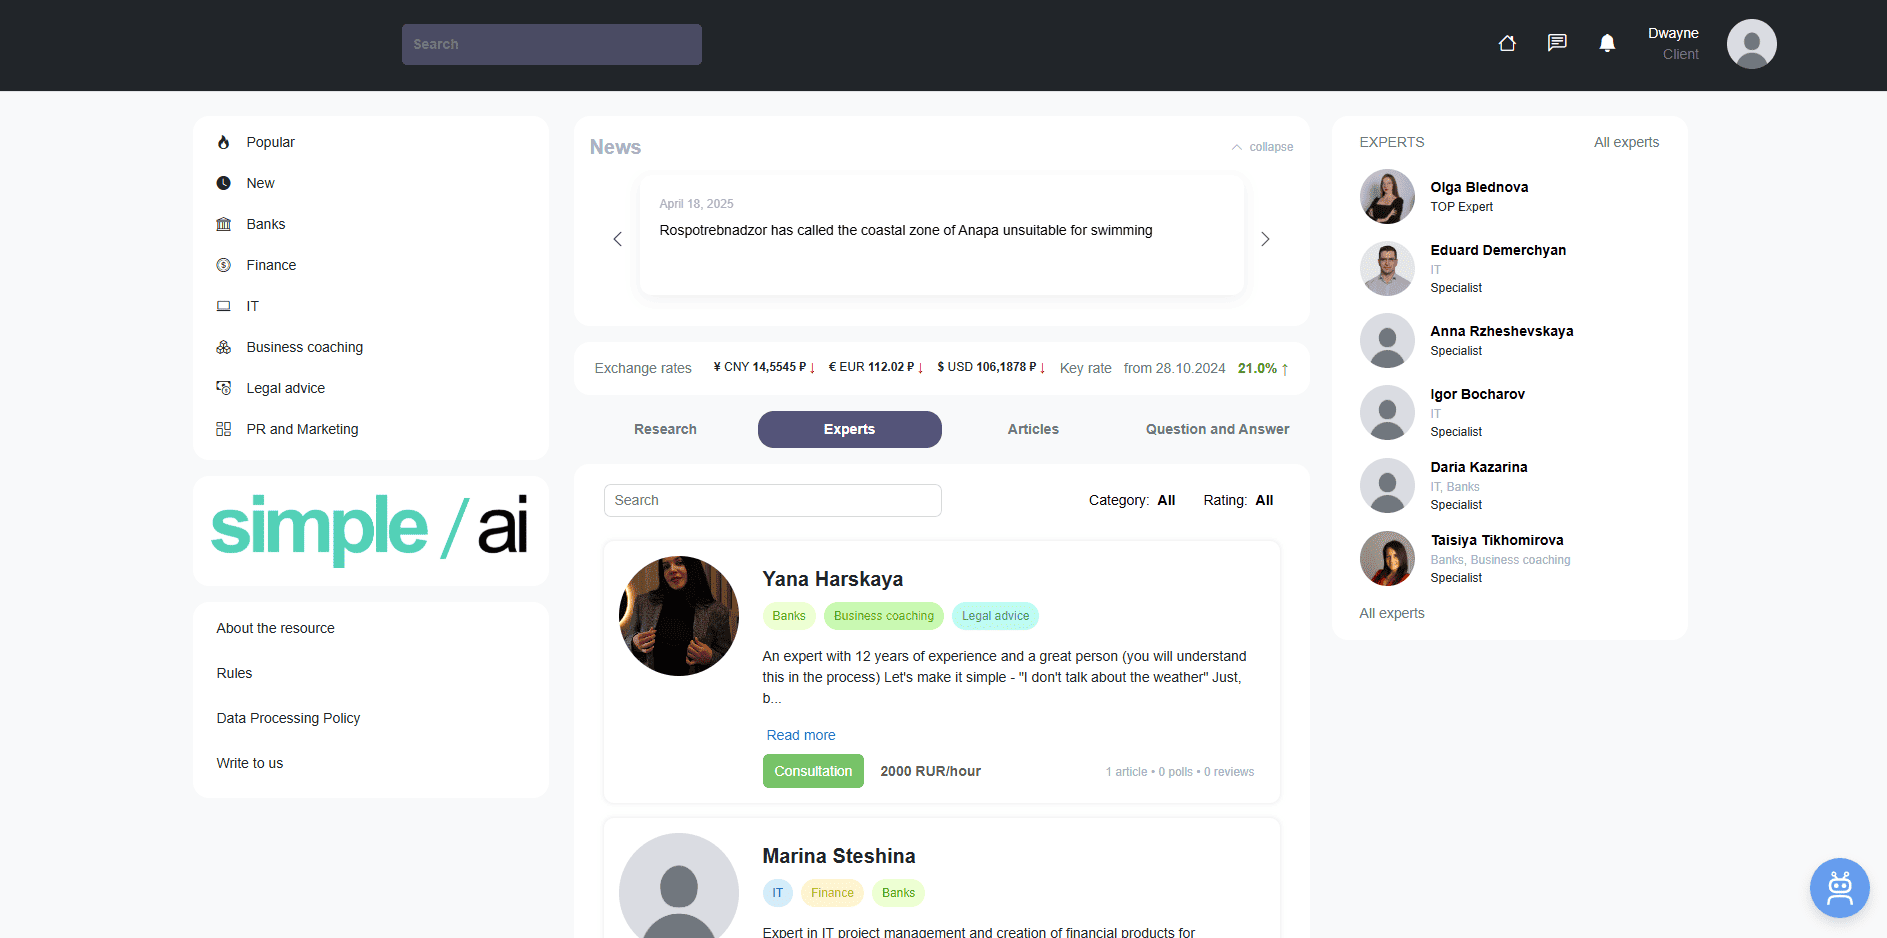 Search
Dwayne
Client
Popular
New
Banks
Finance
IT
Business coaching
Legal advice
PR and Marketing
simple / ai
About the resource
Rules
Data Processing Policy
Write to us
News
collapse
April 18, 2025
Rospotrebnadzor has called the coastal zone of Anapa unsuitable for swimming
Exchange rates ¥ CNY 14,5545 ₽ ↓ € EUR 112.02 ₽ ↓ $ USD 106,1878 ₽ ↓ Key rate from 28.10.2024 21.0% ↑
Research Experts Articles Question and Answer
Search Category: All Rating: All
Yana Harskaya
Banks Business coaching Legal advice
An expert with 12 years of experience and a great person (you will understand
this in the process) Let's make it simple - "I don't talk about the weather" Just,
b...
Read more
Consultation 2000 RUR/hour 1 article • 0 polls • 0 reviews
Marina Steshina
IT Finance Banks
Expert in IT project management and creation of financial products for
EXPERTS All experts
Olga Blednova
TOP Expert
Eduard Demerchyan
IT
Specialist
Anna Rzheshevskaya
Specialist
Igor Bocharov
IT
Specialist
Daria Kazarina
IT, Banks
Specialist
Taisiya Tikhomirova
Banks, Business coaching
Specialist
All experts